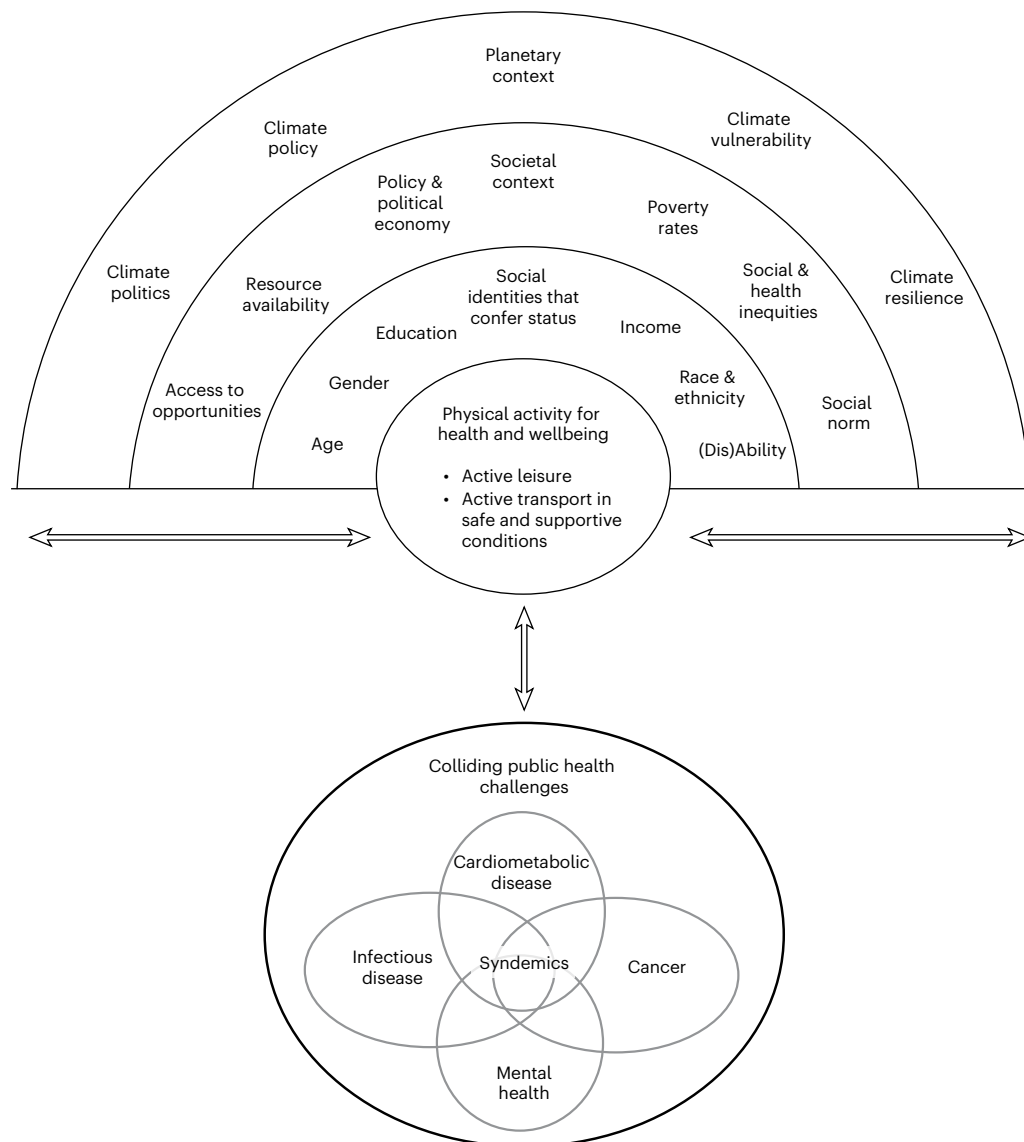 Planetary
context
Climate
policy
Climate
vulnerability
Climate
politics
Climate
resilience
Societal
context
Policy &
political
economy
Poverty
rates
Resource
availability
Social &
health
inequities
Access to
opportunities
Social
norm
Social
identities that
confer status
Education
Income
Gender
Race &
ethnicity
Age
(Dis)Ability
Physical activity for
health and wellbeing
• Active leisure
• Active transport in
safe and supportive
conditions
Colliding public health
challenges
Cardiometabolic
disease
Infectious
disease
Syndemics
Cancer
Mental
health